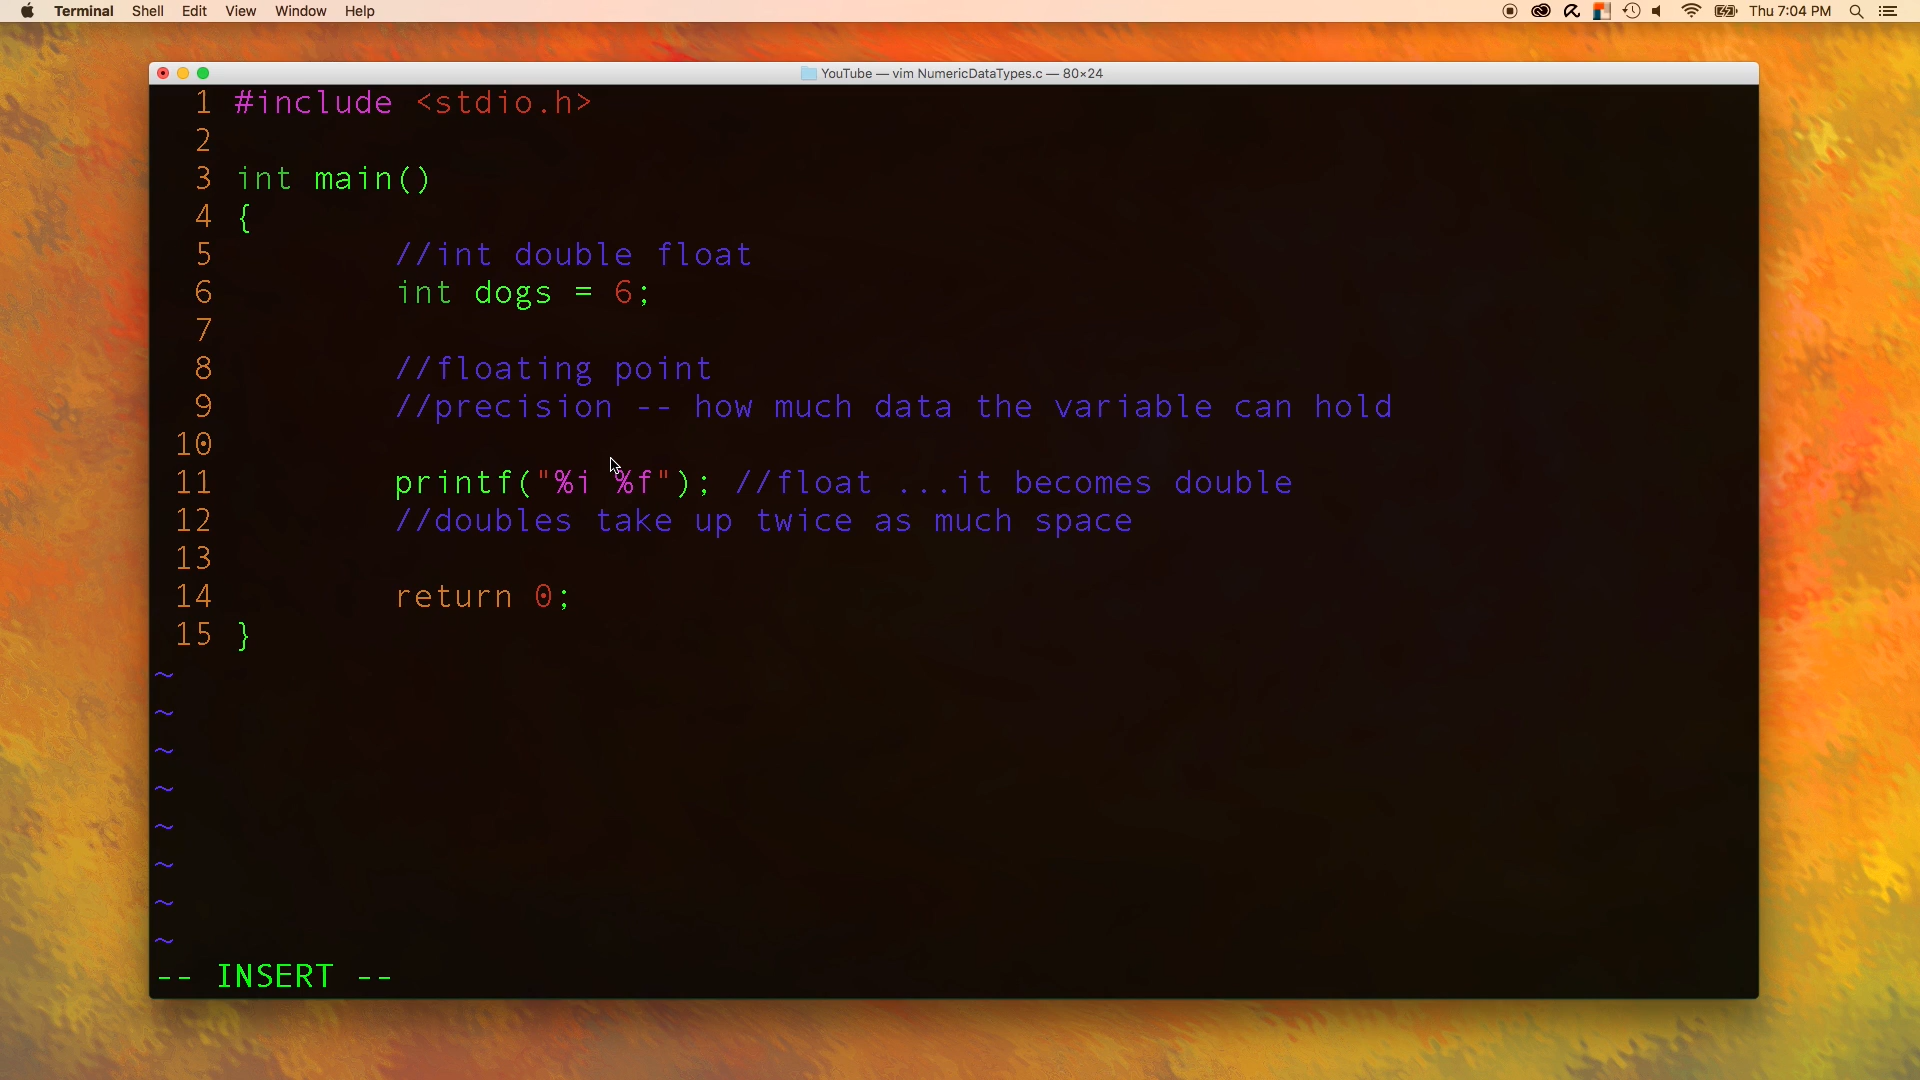 Terminal Shell Edit View Window Help Thu 7:04 PM
YouTube — vim NumericDataTypes.c — 80×24
1 #include <stdio.h>
2
3 int main()
4 {
5 //int double float
6 int dogs = 6;
7
8 //floating point
9 //precision -- how much data the variable can hold
10
11 printf("%i %f"); //float ...it becomes double
12 //doubles take up twice as much space
13
14 return 0;
15 }
~
~
~
~
~
~
~
~
-- INSERT --